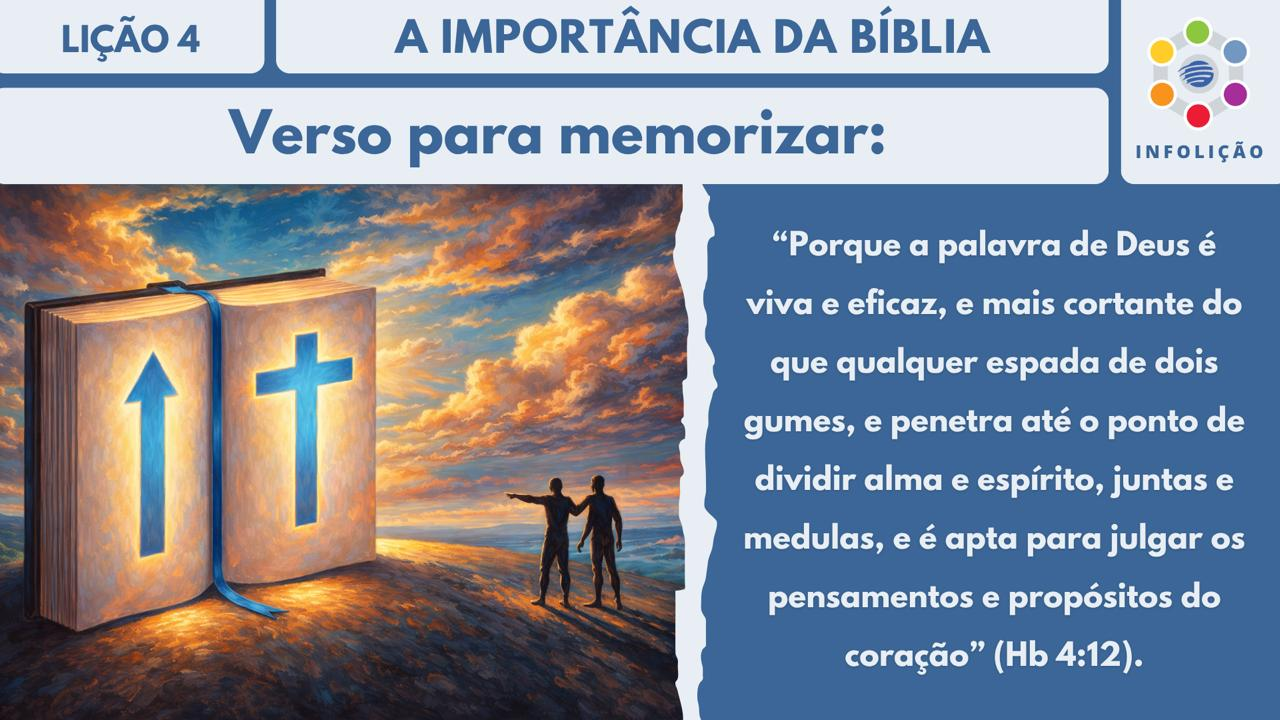 LIÇÃO 4
A IMPORTÂNCIA DA BÍBLIA
INFOLIÇÃO
Verso para memorizar:
“Porque a palavra de Deus é
viva e eficaz, e mais cortante do
que qualquer espada de dois
gumes, e penetra até o ponto de
dividir alma e espírito, juntas e
medulas, e é apta para julgar os
pensamentos e propósitos do
coração” (Hb 4:12).